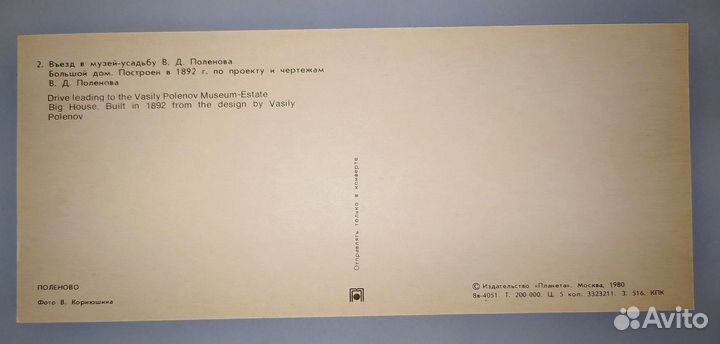 2. Въезд в музей-усадьбу В. Д. Поленова
Большой дом. Построен в 1892 г. по проекту и чертежам
В. Д. Поленова
Drive leading to the Vasily Polenov Museum-Estate
Big House. Built in 1892 from the design by Vasily
Polenov
Отправлять только в конверте
ПОЛЕНОВО
Фото В. Корнюшина
© Издательство «Планета». Москва, 1980
8в-4051. Т. 200 000. Ц. 5 коп. 3323211. З. 516. КПК
Avito